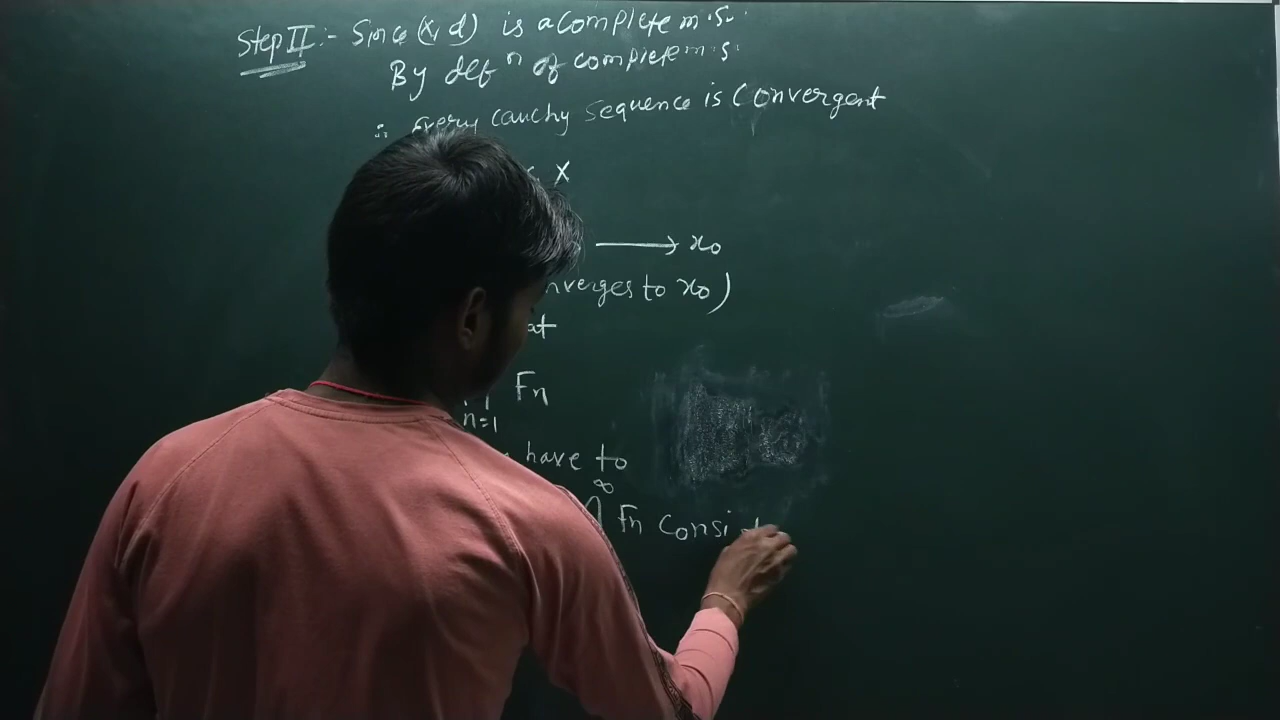 Step II :- Since (x, d) is a complete m.s.
By defⁿ of complete m.s.
∴ Every cauchy sequence is Convergent
X
⟶ x₀
nverges to x₀)
at
Fn
n=1
have to
∞
⋂ Fn consi